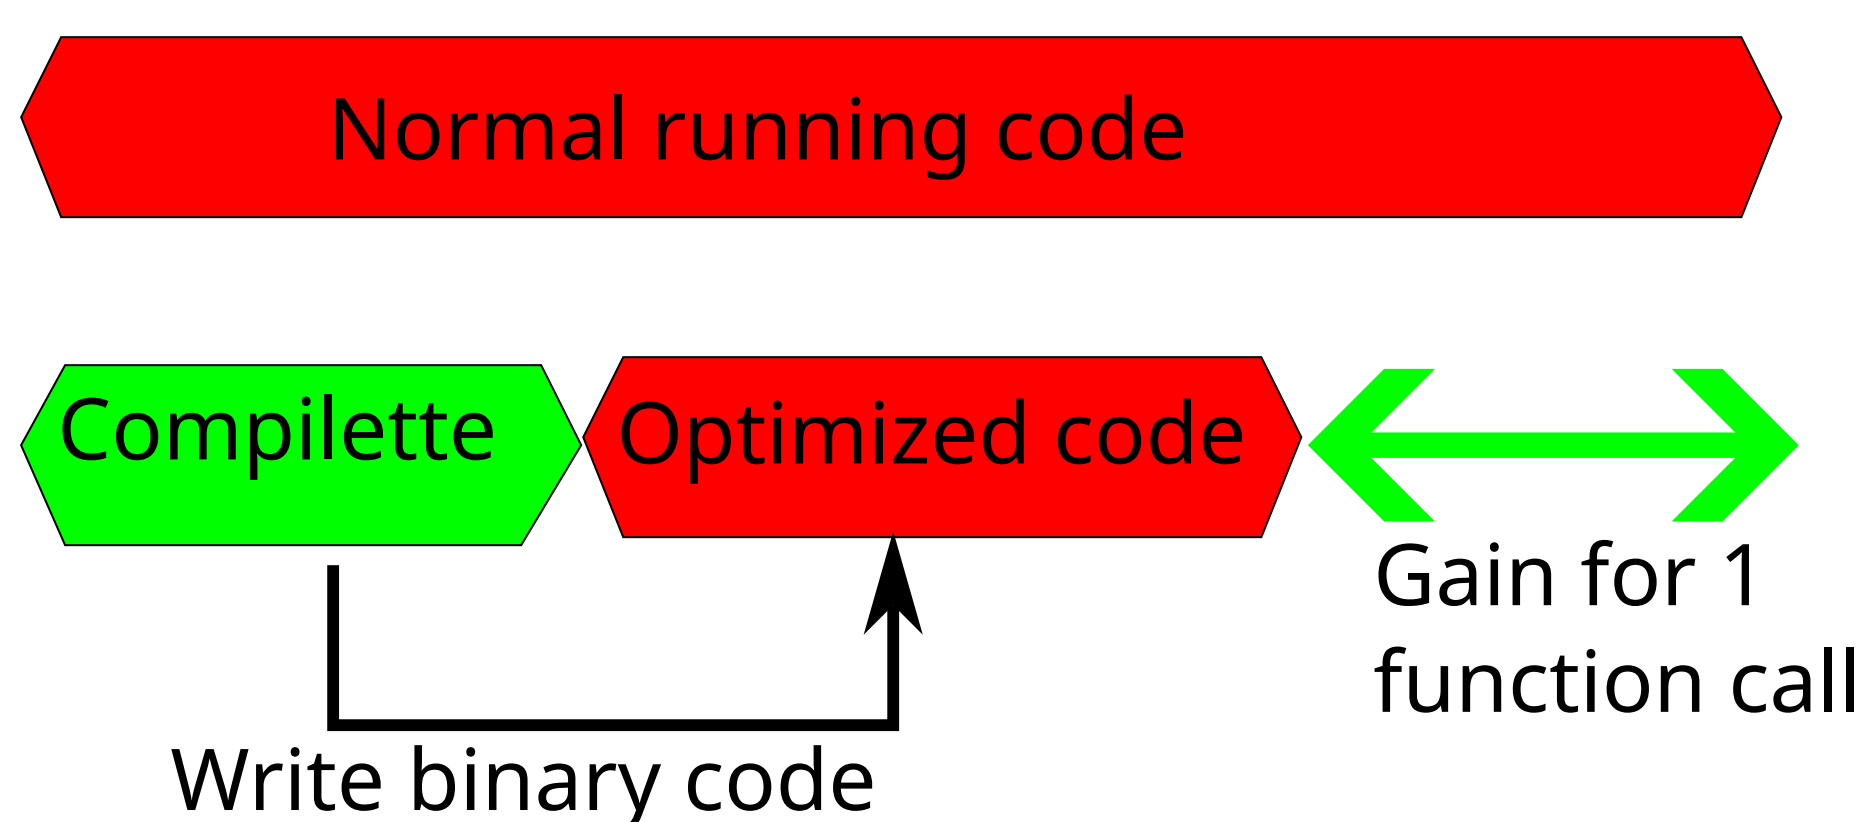 Normal running code
Compilette
Optimized code
Gain for 1
function call
Write binary code